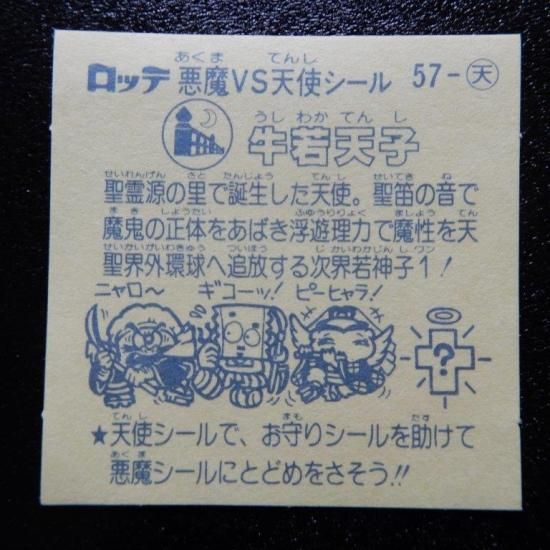 あくま てんし
ロッテ 悪魔VS天使シール 57-天
うし わか てん し
牛若天子
せいれんげん さと たんじょう てんし せいてき ね
聖霊源の里で誕生した天使。聖笛の音で
まき しょうたい ふゆうりりょく ましょう てん
魔鬼の正体をあばき浮遊理力で魔性を天
せいかいがいわきゅう ついほう じかいわかじんしワン
聖界外環球へ追放する次界若神子1!
ニャロ〜 ギコーッ! ピーヒャラ!
?
てんし まも たす
★天使シールで、お守りシールを助けて
あくま
悪魔シールにとどめをさそう!!